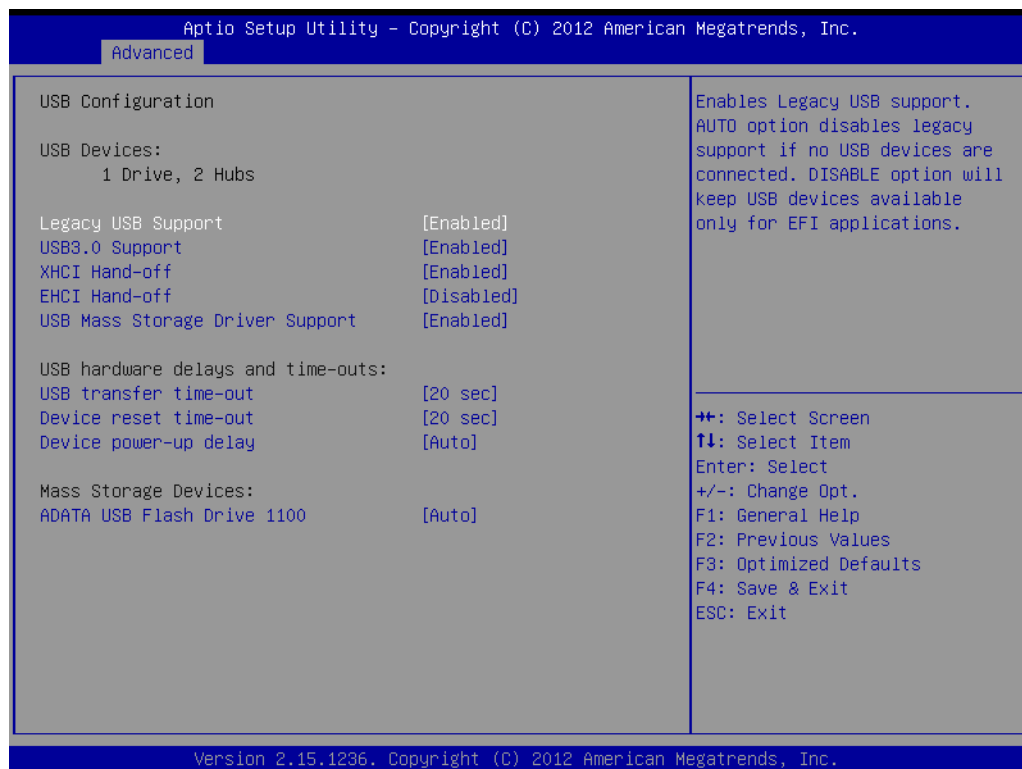 Aptio Setup Utility – Copyright (C) 2012 American Megatrends, Inc.
Advanced
USB Configuration
USB Devices:
1 Drive, 2 Hubs
Legacy USB Support [Enabled]
USB3.0 Support [Enabled]
XHCI Hand-off [Enabled]
EHCI Hand-off [Disabled]
USB Mass Storage Driver Support [Enabled]
USB hardware delays and time-outs:
USB transfer time-out [20 sec]
Device reset time-out [20 sec]
Device power-up delay [Auto]
Mass Storage Devices:
ADATA USB Flash Drive 1100 [Auto]
Enables Legacy USB support.
AUTO option disables legacy
support if no USB devices are
connected. DISABLE option will
keep USB devices available
only for EFI applications.
→←: Select Screen
↑↓: Select Item
Enter: Select
+/-: Change Opt.
F1: General Help
F2: Previous Values
F3: Optimized Defaults
F4: Save & Exit
ESC: Exit
Version 2.15.1236. Copyright (C) 2012 American Megatrends, Inc.